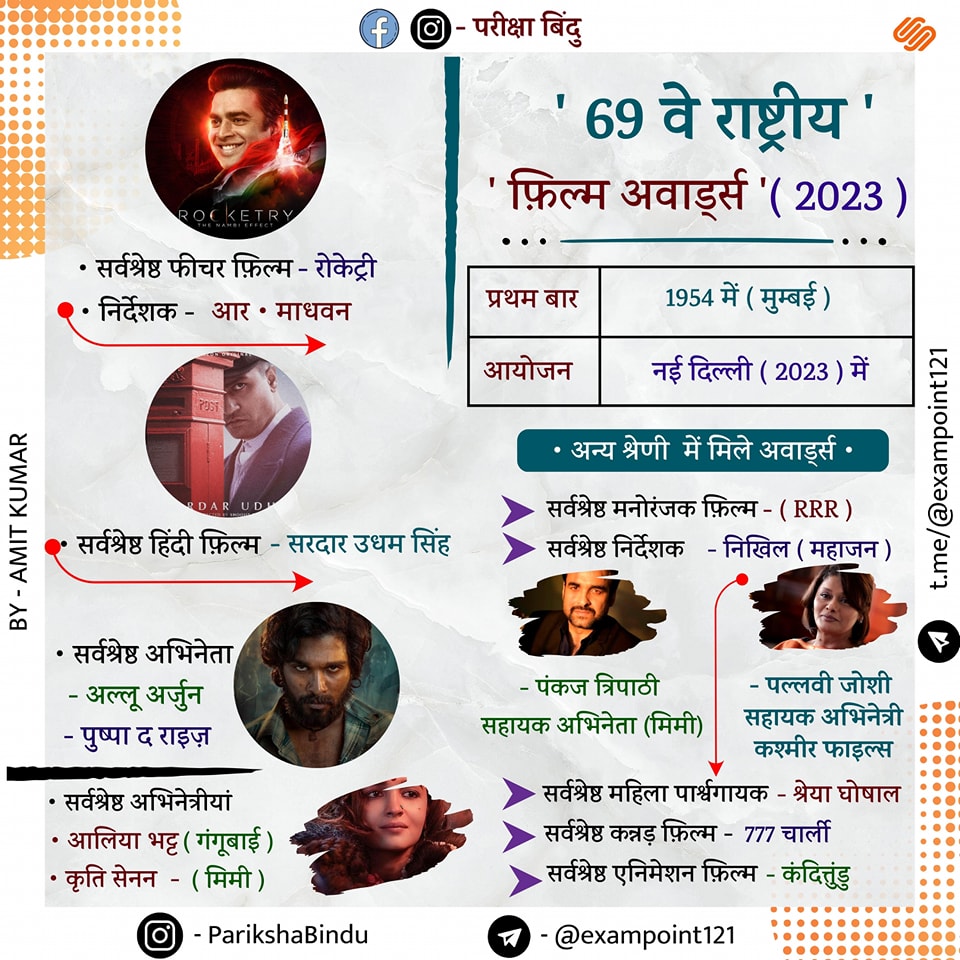 - परीक्षा बिंदु
' 69 वे राष्ट्रीय '
' फ़िल्म अवार्ड्स '( 2023 )
प्रथम बार
1954 में ( मुम्बई )
आयोजन
नई दिल्ली ( 2023 ) में
ROCKETRY
THE NAMBI EFFECT
• सर्वश्रेष्ठ फीचर फ़िल्म - रोकेट्री
• निर्देशक - आर • माधवन
POST
RDAR UDH
• सर्वश्रेष्ठ हिंदी फ़िल्म - सरदार उधम सिंह
• सर्वश्रेष्ठ अभिनेता
- अल्लू अर्जुन
- पुष्पा द राइज़
• सर्वश्रेष्ठ अभिनेत्रीयां
• आलिया भट्ट ( गंगूबाई )
• कृति सेनन - ( मिमी )
• अन्य श्रेणी में मिले अवार्ड्स •
सर्वश्रेष्ठ मनोरंजक फ़िल्म - ( RRR )
सर्वश्रेष्ठ निर्देशक - निखिल ( महाजन )
- पंकज त्रिपाठी
सहायक अभिनेता (मिमी)
- पल्लवी जोशी
सहायक अभिनेत्री
कश्मीर फाइल्स
सर्वश्रेष्ठ महिला पार्श्वगायक - श्रेया घोषाल
सर्वश्रेष्ठ कन्नड़ फ़िल्म - 777 चार्ली
सर्वश्रेष्ठ एनिमेशन फ़िल्म - कंदित्तुंडु
BY - AMIT KUMAR
t.me/@exampoint121
- ParikshaBindu
- @exampoint121